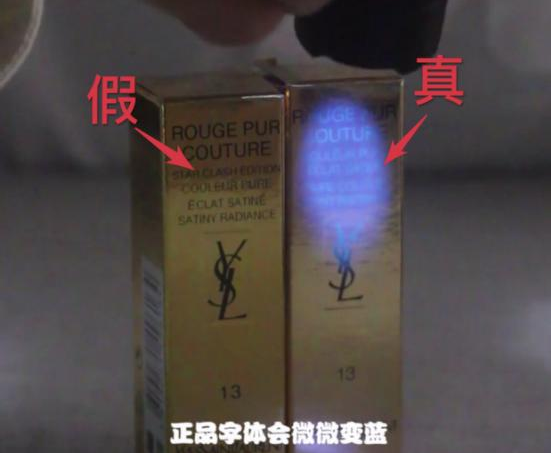 假
真
ROUGE PUR
COUTURE
STAR CLASH EDITION
COULEUR PURE
ÉCLAT SATINÉ
SATINY RADIANCE
YSL
13
ROUGE PUR
COUTURE
YSL
13
正品字体会微微变蓝